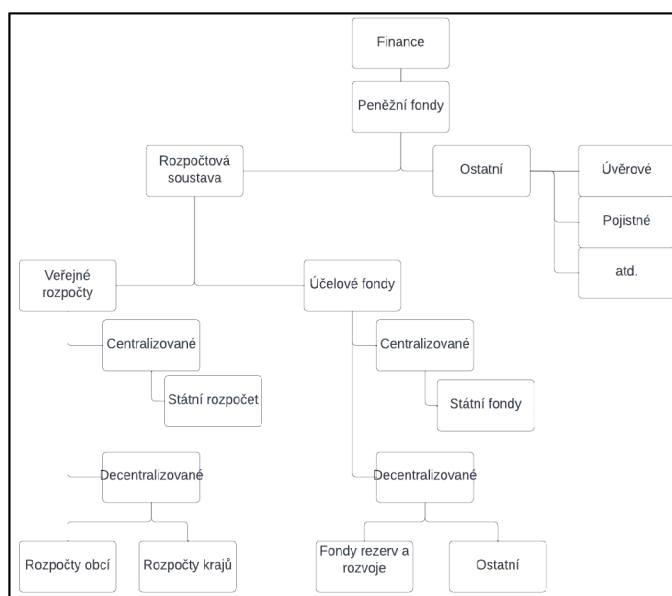 Finance
Peněžní fondy
Rozpočtová
soustava
Ostatní
Úvěrové
Pojistné
atd.
Veřejné
rozpočty
Účelové fondy
Centralizované
Státní rozpočet
Centralizované
Státní fondy
Decentralizované
Rozpočty obcí
Rozpočty krajů
Decentralizované
Fondy rezerv a
rozvoje
Ostatní